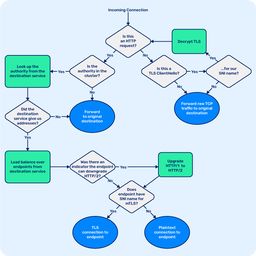 Incoming Connection
Is this
an HTTP
request?
Decrypt TLS
Look up the
authority from the
destination service
Is the
authority in the
cluster?
Is this a
TLS ClientHello?
...for our
SNI name?
Yes
No
Yes
Yes
No
No
No
Yes
Did the
destination
service give us
addresses?
No
Forward to
original
destination
Forward raw TCP
traffic to original
destination
Yes
Load balance over
endpoints from
destination service
Was there an
indicator the endpoint
can downgrade
HTTP/2?
Yes
Upgrade
HTTP/1 to
HTTP/2
No
Does
endpoint have
SNI name for
mTLS?
Yes
No
TLS
connection to
endpoint
Plaintext
connection to
endpoint